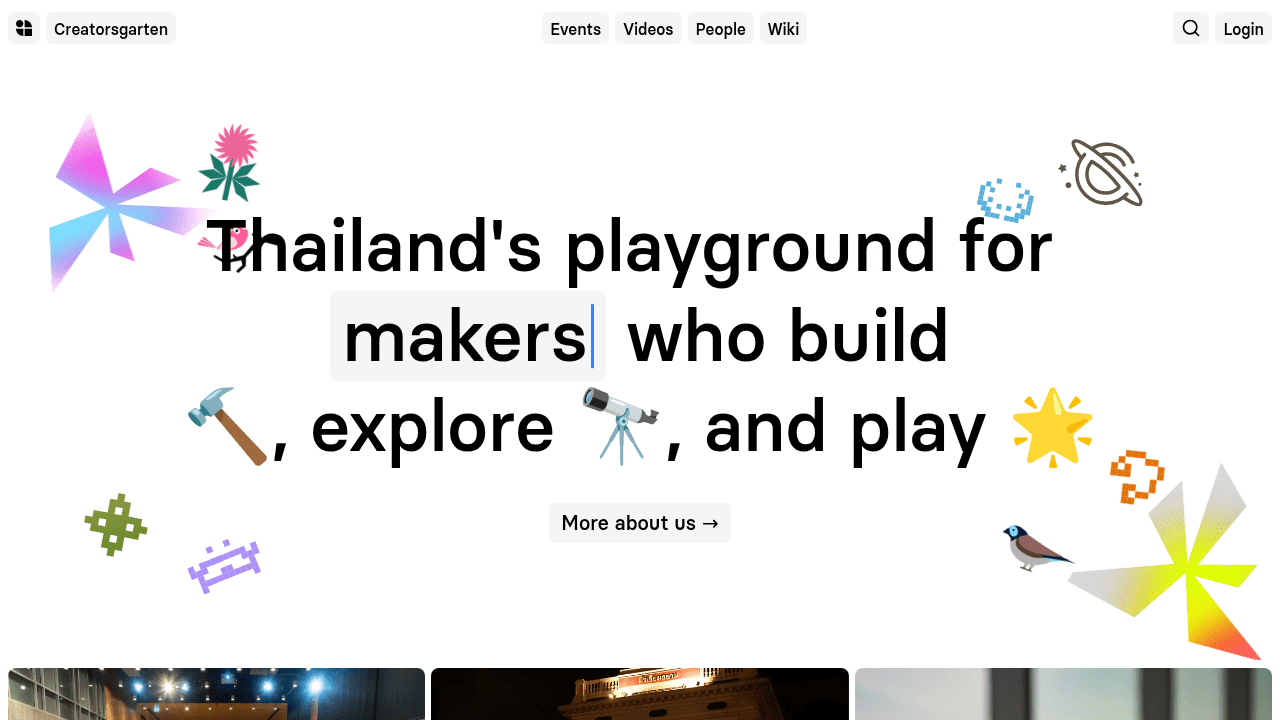 Creatorsgarten
Events
Videos
People
Wiki
Login
Thailand's playground for
makers who build
🔨, explore 🔭, and play 🌟
More about us →